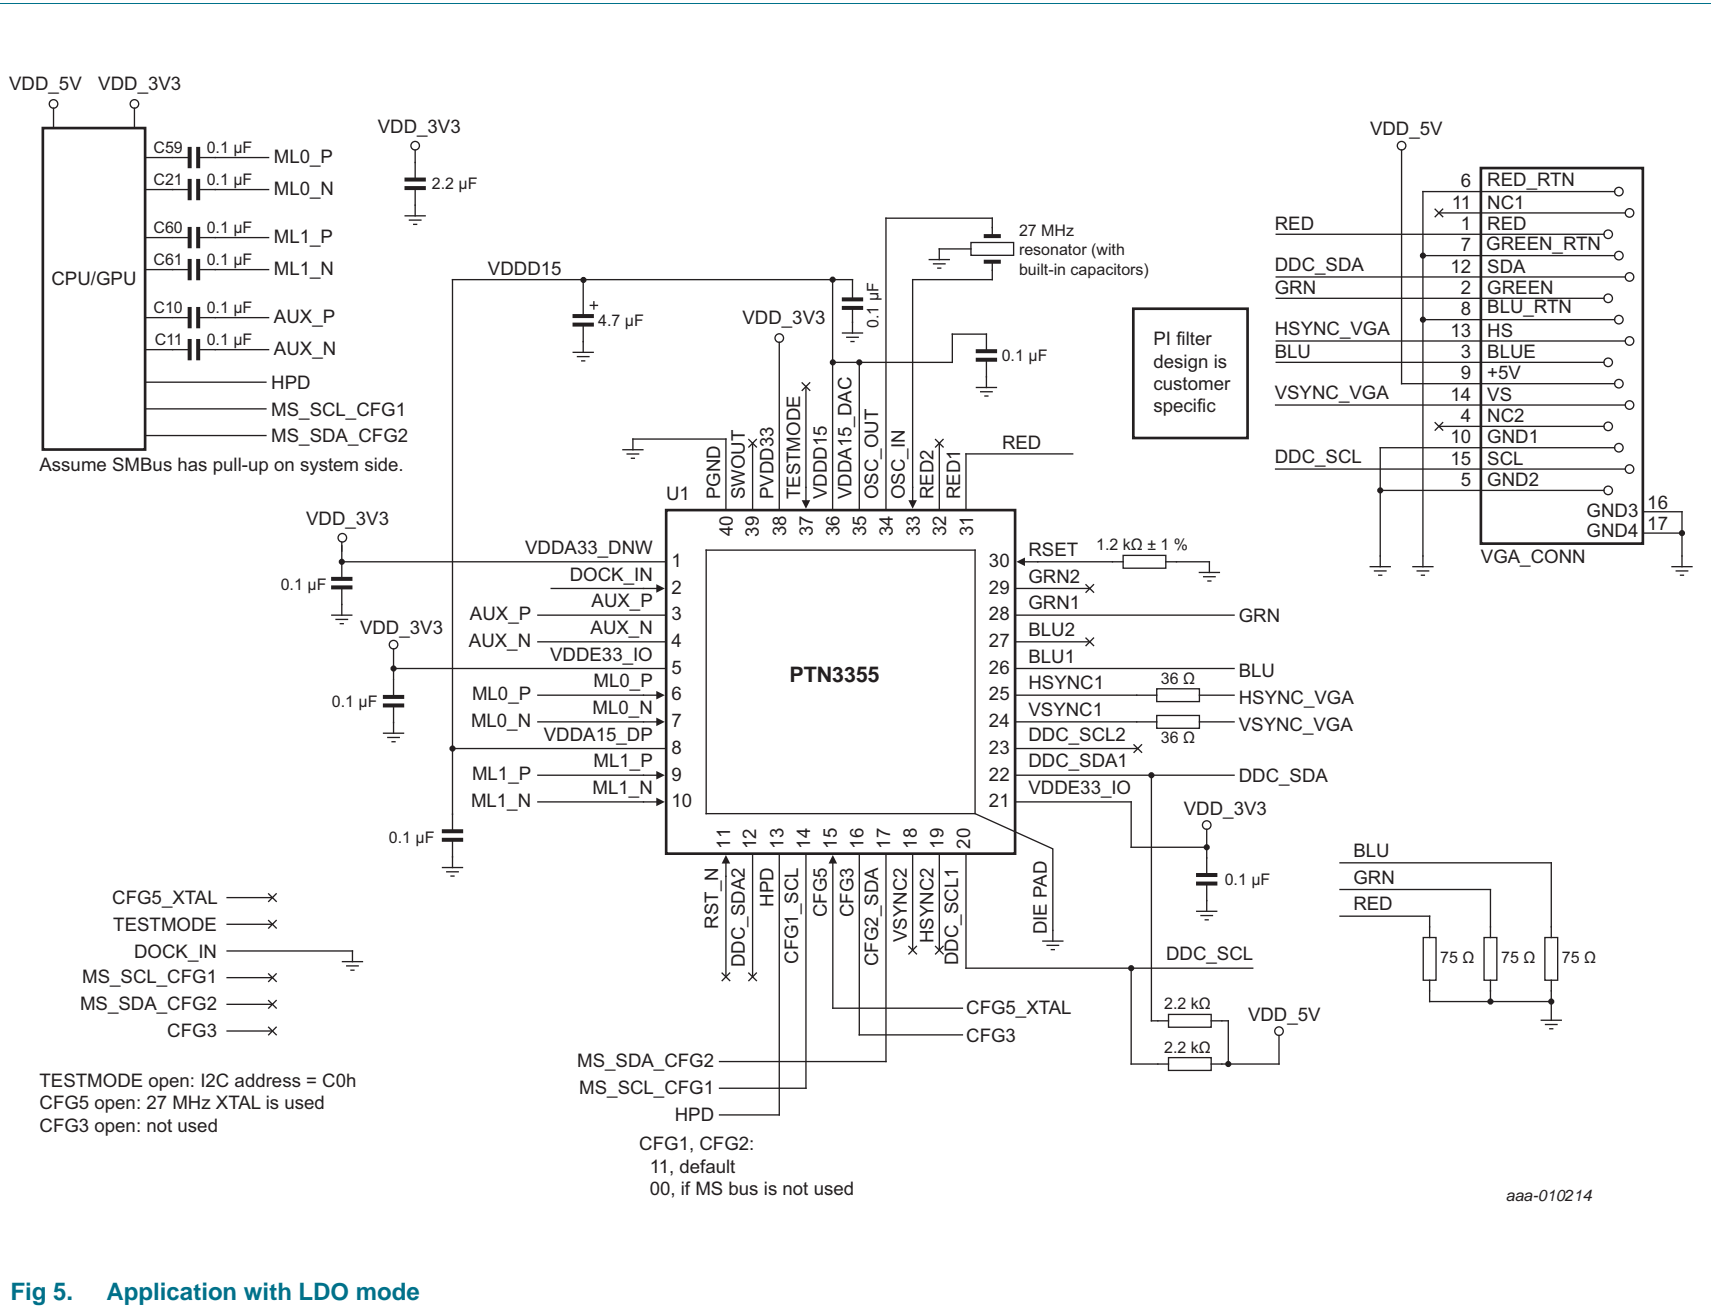 VDD_5V VDD_3V3
CPU/GPU
C59 0.1 µF ML0_P
C21 0.1 µF ML0_N
C60 0.1 µF ML1_P
C61 0.1 µF ML1_N
C10 0.1 µF AUX_P
C11 0.1 µF AUX_N
HPD
MS_SCL_CFG1
MS_SDA_CFG2
Assume SMBus has pull-up on system side.
VDD_3V3
2.2 µF
VDDD15
+
4.7 µF
VDD_3V3
0.1 µF
0.1 µF
27 MHz
resonator (with
built-in capacitors)
PI filter
design is
customer
specific
VDD_5V
6 RED_RTN
11 NC1
RED 1 RED
7 GREEN_RTN
DDC_SDA 12 SDA
GRN 2 GREEN
8 BLU_RTN
HSYNC_VGA 13 HS
BLU 3 BLUE
9 +5V
VSYNC_VGA 14 VS
4 NC2
10 GND1
DDC_SCL 15 SCL
5 GND2
GND3 16
GND4 17
VGA_CONN
U1
PGND 40
SWOUT 39
PVDD33 38
TESTMODE 37
VDDD15 36
VDDA15_DAC 35
OSC_OUT 34
OSC_IN 33
RED2 32
RED1 31
RED
VDD_3V3
0.1 µF
VDDA33_DNW 1
DOCK_IN 2
AUX_P AUX_P 3
AUX_N AUX_N 4
VDD_3V3
0.1 µF
VDDE33_IO 5
ML0_P ML0_P 6
ML0_N ML0_N 7
VDDA15_DP 8
ML1_P ML1_P 9
ML1_N ML1_N 10
0.1 µF
PTN3355
30 RSET 1.2 kΩ ± 1 %
29 GRN2
28 GRN1 GRN
27 BLU2
26 BLU1 BLU
25 HSYNC1 36 Ω HSYNC_VGA
24 VSYNC1 36 Ω VSYNC_VGA
23 DDC_SCL2
22 DDC_SDA1 DDC_SDA
21 VDDE33_IO
VDD_3V3
0.1 µF
11 RST_N
12 DDC_SDA2
13 HPD
14 CFG1_SCL
15 CFG5
16 CFG3
17 CFG2_SDA
18 VSYNC2
19 HSYNC2
20 DDC_SCL1
DIE PAD
DDC_SCL
2.2 kΩ
2.2 kΩ
VDD_5V
CFG5_XTAL
CFG3
MS_SDA_CFG2
MS_SCL_CFG1
HPD
CFG1, CFG2:
11, default
00, if MS bus is not used
BLU
GRN
RED
75 Ω 75 Ω 75 Ω
CFG5_XTAL
TESTMODE
DOCK_IN
MS_SCL_CFG1
MS_SDA_CFG2
CFG3
TESTMODE open: I2C address = C0h
CFG5 open: 27 MHz XTAL is used
CFG3 open: not used
aaa-010214
Fig 5. Application with LDO mode